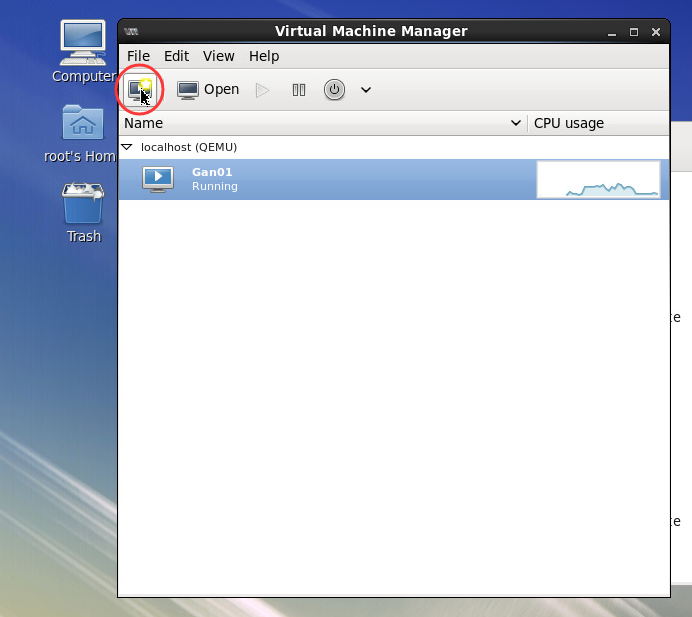 Virtual Machine Manager
File Edit View Help
Open
Name CPU usage
localhost (QEMU)
Gan01
Running
Computer
root's Hom
Trash